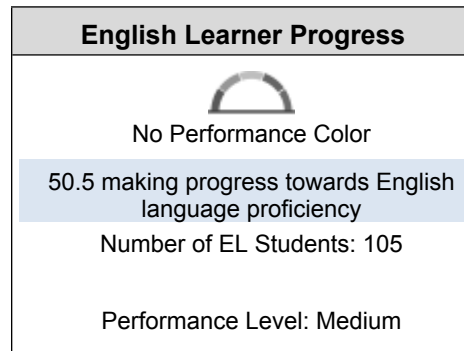 English Learner Progress
No Performance Color
50.5 making progress towards English
language proficiency
Number of EL Students: 105
Performance Level: Medium